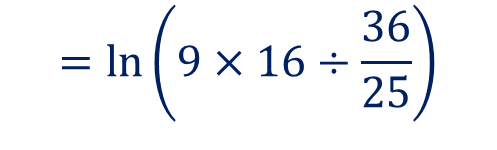 = ln(9 × 16 ÷ 36/25)